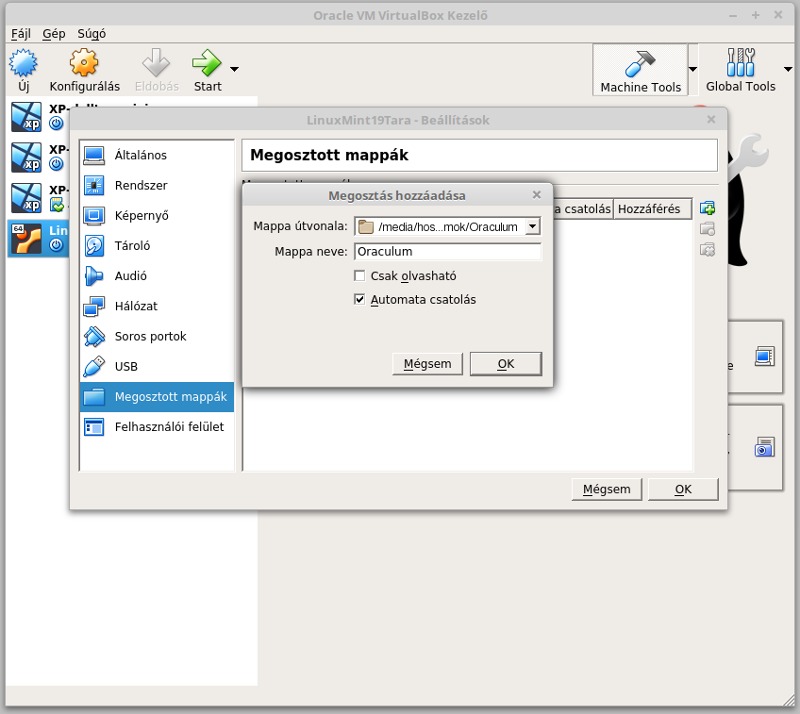 Oracle VM VirtualBox Kezelő
Fájl Gép Súgó
Új Konfigurálás Eldobás Start Machine Tools Global Tools
XP-
XP-
XP-
64 Lin
LinuxMint19Tara - Beállítások
Általános
Rendszer
Képernyő
Tároló
Audió
Hálózat
Soros portok
USB
Megosztott mappák
Felhasználói felület
Megosztott mappák
a csatolás Hozzáférés
Megosztás hozzáadása
Mappa útvonala: /media/hos...mok/Oraculum
Mappa neve: Oraculum
Csak olvasható
Automata csatolás
Mégsem OK
Mégsem OK